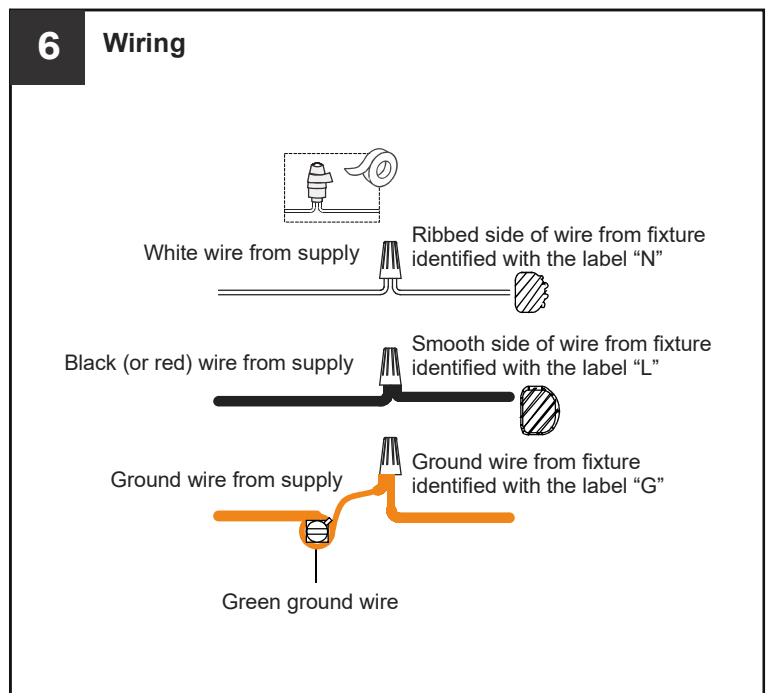 6
Wiring
White wire from supply
Ribbed side of wire from fixture
identified with the label “N”
Black (or red) wire from supply
Smooth side of wire from fixture
identified with the label “L”
Ground wire from supply
Ground wire from fixture
identified with the label “G”
Green ground wire